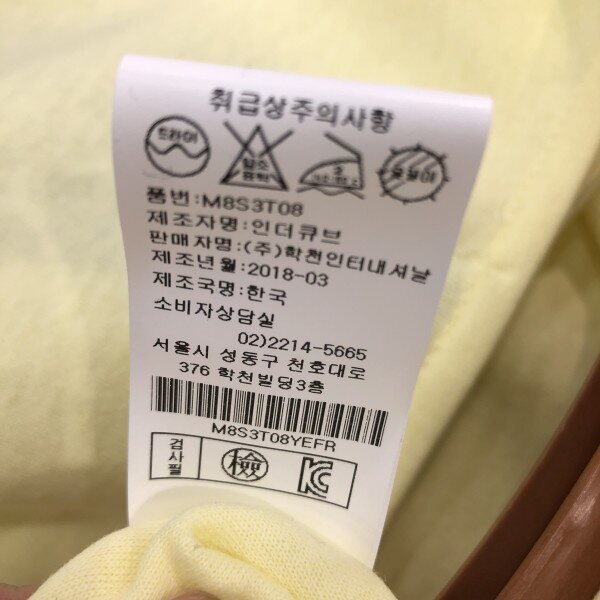 취급상주의사항
드라이
염소
표백
품번:M8S3T08
제조자명:인더큐브
판매자명:(주)학천인터내셔날
제조년월:2018-03
제조국명:한국
소비자상담실
02)2214-5665
서울시 성동구 천호대로
376 학천빌딩3층
M8S3T08YEFR
검사필
檢